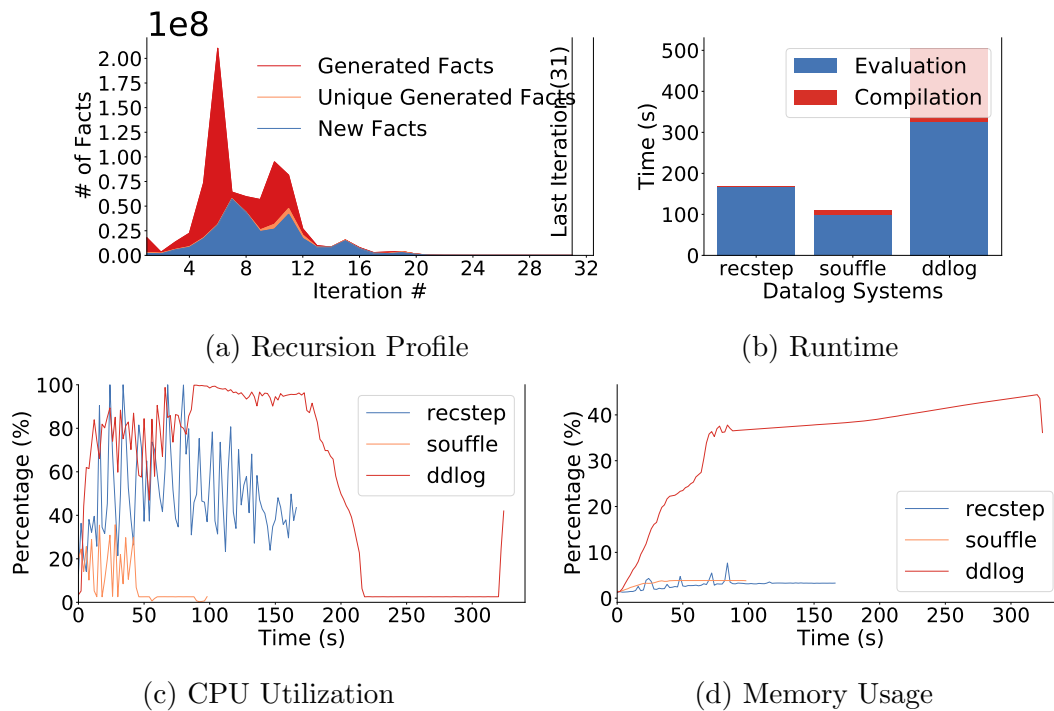 1e8
2.00
1.75
1.50
1.25
1.00
0.75
0.50
0.25
0.00
# of Facts
Generated Facts
Unique Generated Facts
New Facts
Last Iteration (31)
4 8 12 16 20 24 28 32
Iteration #
(a) Recursion Profile
500
400
300
200
100
0
Time (s)
Evaluation
Compilation
recstep souffle ddlog
Datalog Systems
(b) Runtime
100
80
60
40
20
0
Percentage (%)
recstep
souffle
ddlog
0 50 100 150 200 250 300
Time (s)
(c) CPU Utilization
40
30
20
10
0
Percentage (%)
recstep
souffle
ddlog
0 50 100 150 200 250 300
Time (s)
(d) Memory Usage